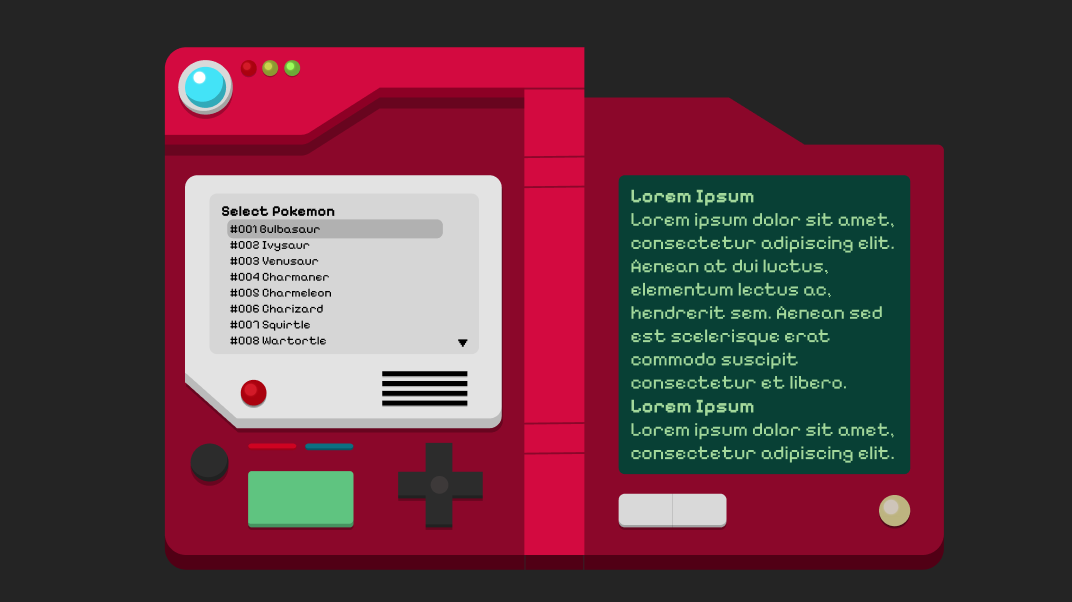 Select Pokemon
#001 Bulbasaur
#002 Ivysaur
#003 Venusaur
#004 Charmaner
#005 Charmeleon
#006 Charizard
#007 Squirtle
#008 Wartortle
Lorem Ipsum
Lorem ipsum dolor sit amet,
consectetur adipiscing elit.
Aenean at dui luctus,
elementum lectus ac,
hendrerit sem. Aenean sed
est scelerisque erat
commodo suscipit
consectetur et libero.
Lorem Ipsum
Lorem ipsum dolor sit amet,
consectetur adipiscing elit.